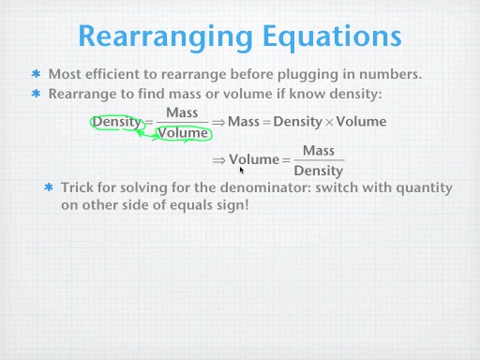 Rearranging Equations
* Most efficient to rearrange before plugging in numbers.
* Rearrange to find mass or volume if know density:
Density = Mass / Volume ⇒ Mass = Density × Volume
⇒ Volume = Mass / Density
* Trick for solving for the denominator: switch with quantity
on other side of equals sign!